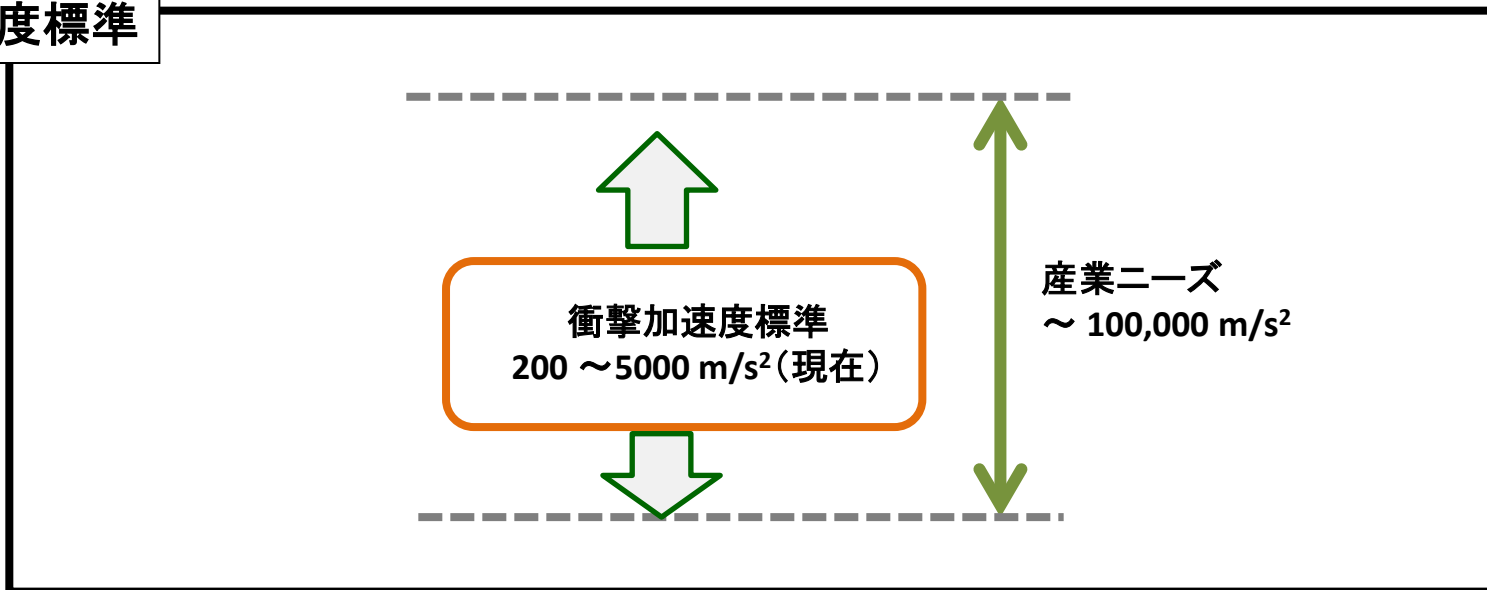 度標準
衝撃加速度標準
200 ～5000 m/s²（現在）
産業ニーズ
～ 100,000 m/s²